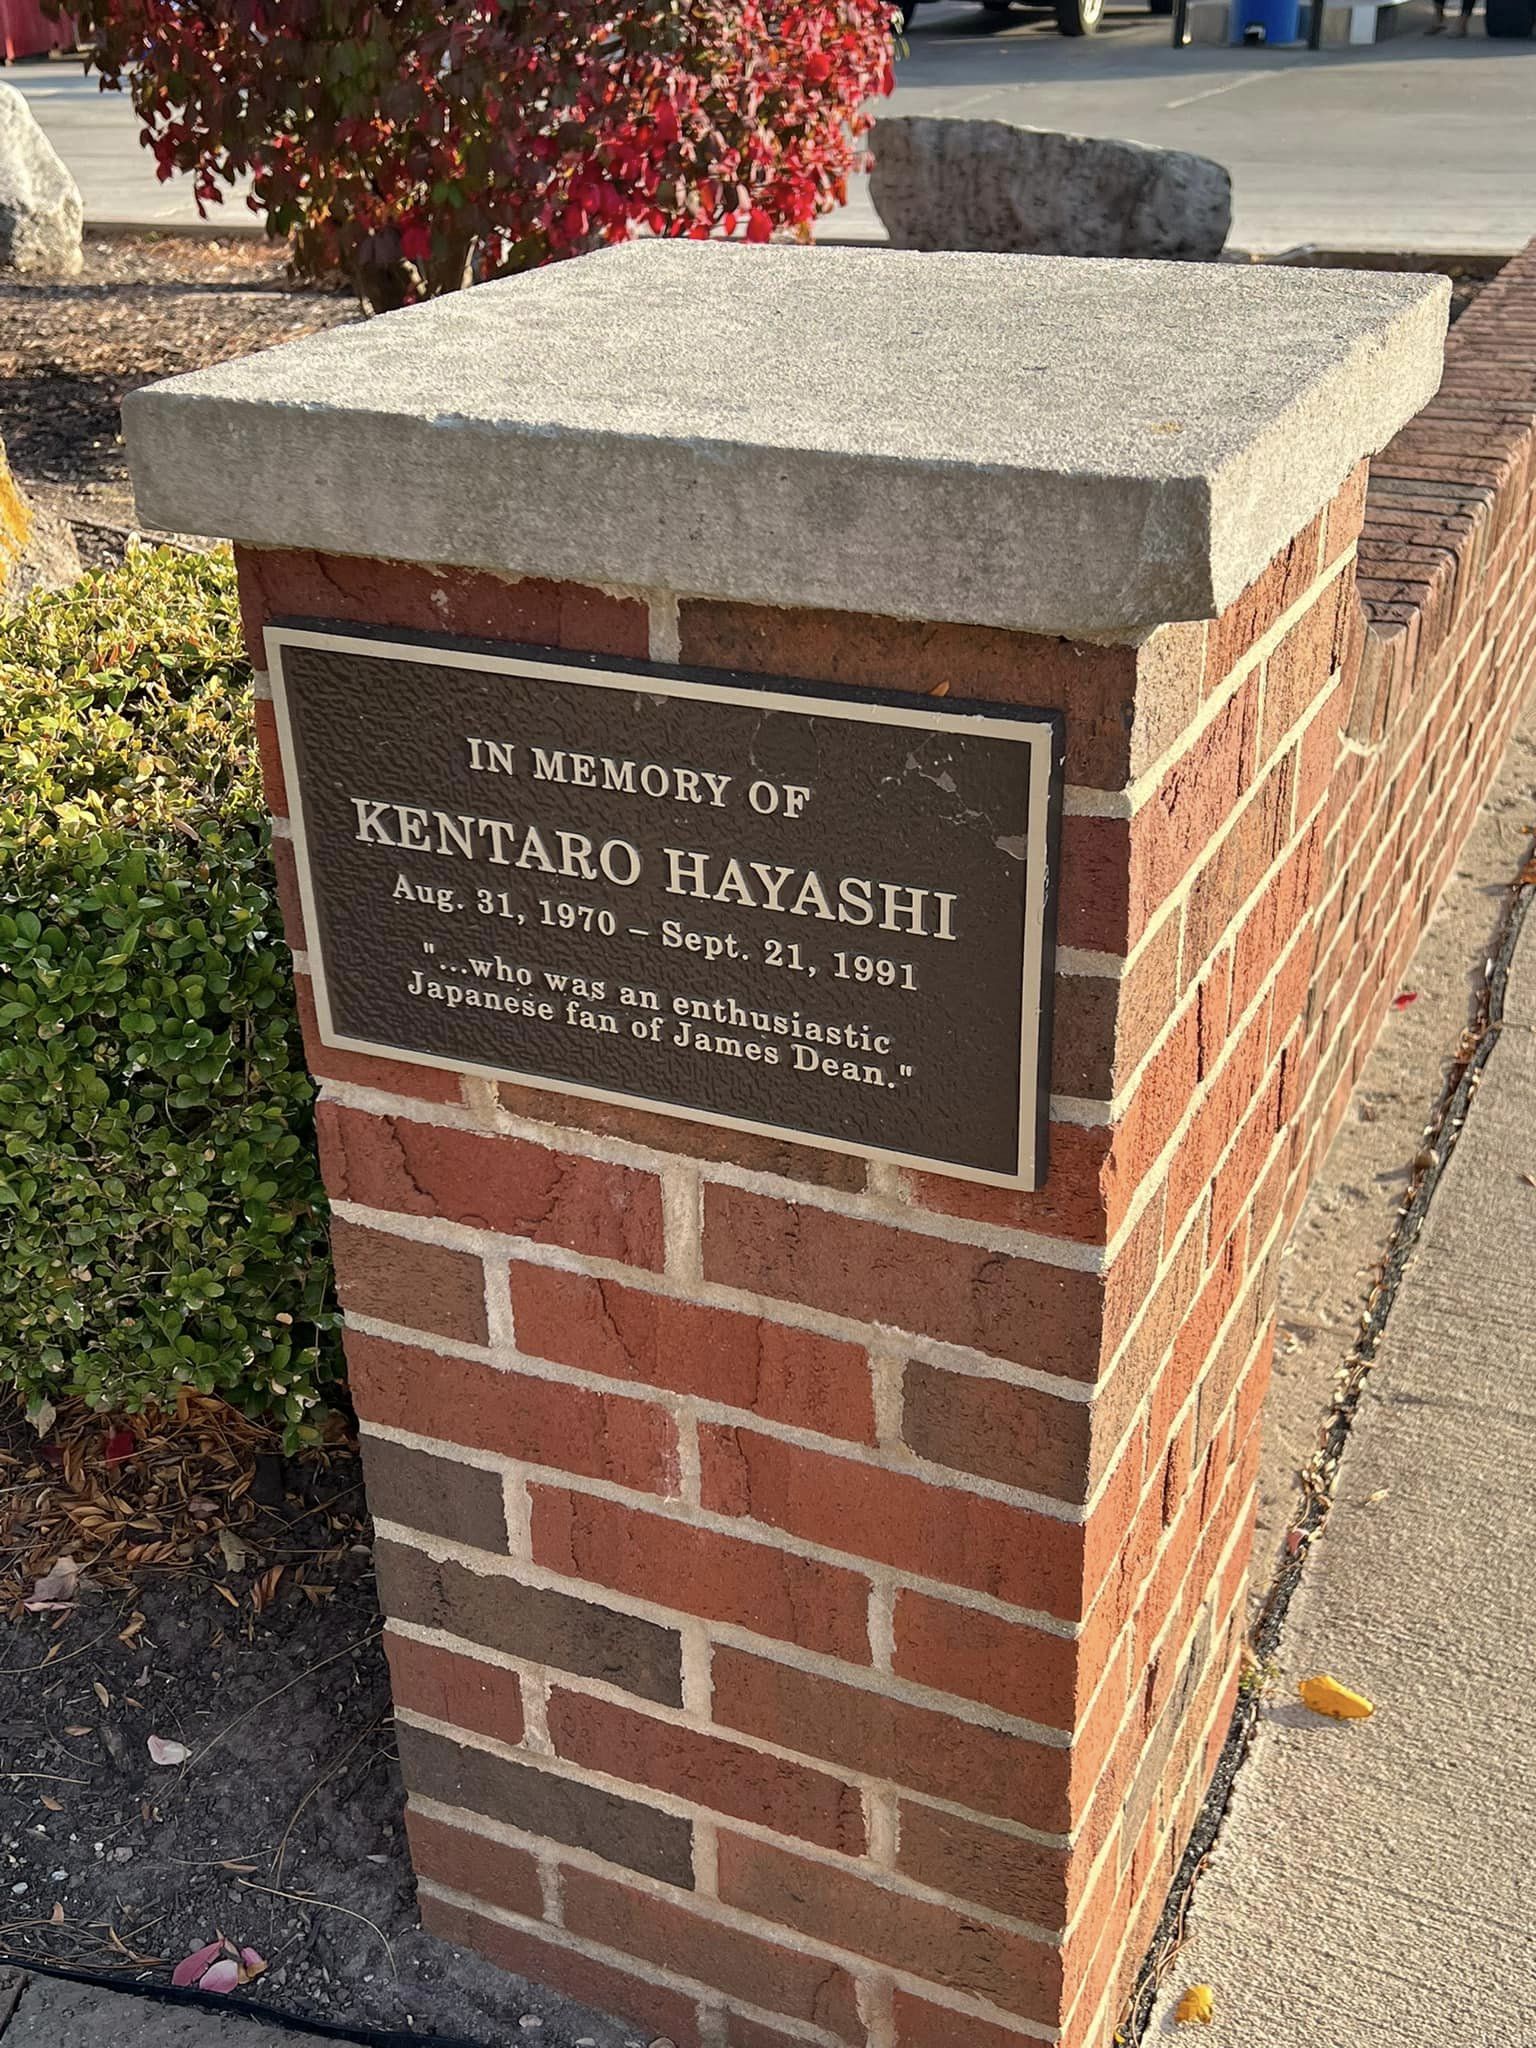 IN MEMORY OF
KENTARO HAYASHI
Aug. 31, 1970 – Sept. 21, 1991
"...who was an enthusiastic
Japanese fan of James Dean."